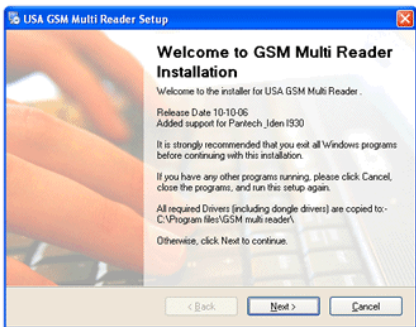 USA GSM Multi Reader Setup
Welcome to GSM Multi Reader
Installation
Welcome to the installer for USA GSM Multi Reader .
Release Date 10-10-06
Added support for Pantech_Iden I930
It is strongly recommended that you exit all Windows programs
before continuing with this installation.
If you have any other programs running, please click Cancel,
close the programs, and run this setup again.
All required Drivers (including dongle drivers) are copied to:-
C:\Program files\GSM multi reader\
Otherwise, click Next to continue.
< Back Next > Cancel